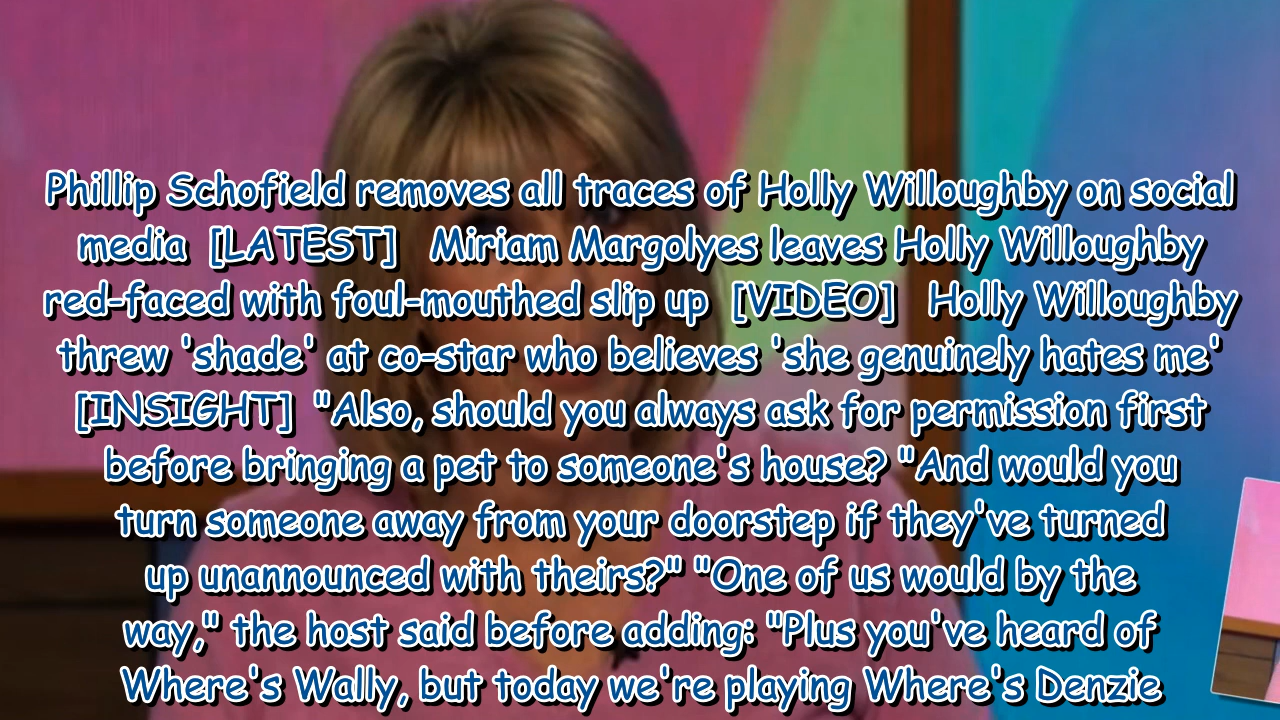 Phillip Schofield removes all traces of Holly Willoughby on social
media [LATEST] Miriam Margolyes leaves Holly Willoughby
red-faced with foul-mouthed slip up [VIDEO] Holly Willoughby
threw 'shade' at co-star who believes 'she genuinely hates me'
[INSIGHT] "Also, should you always ask for permission first
before bringing a pet to someone's house? "And would you
turn someone away from your doorstep if they've turned
up unannounced with theirs?" "One of us would by the
way," the host said before adding: "Plus you've heard of
Where's Wally, but today we're playing Where's Denzie